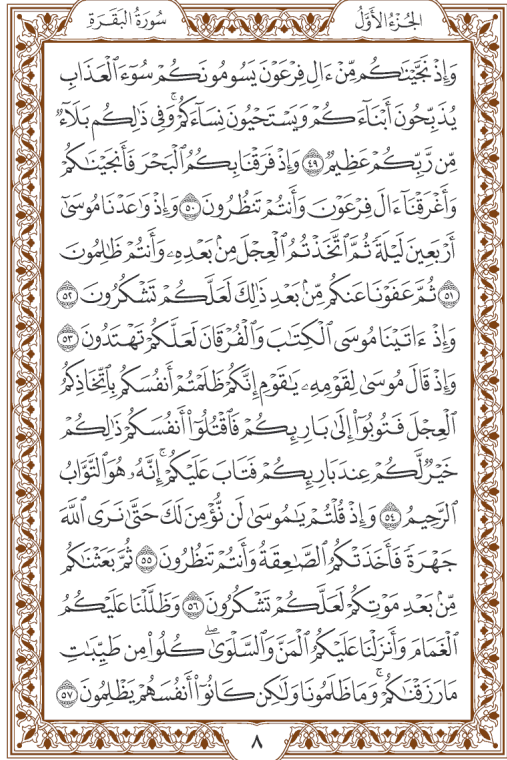 الجُزْءُ الأَوَّلُ سُورَةُ البَقَرَةِ
وَإِذْ نَجَّيْنَٰكُم مِّنْ ءَالِ فِرْعَوْنَ يَسُومُونَكُمْ سُوٓءَ ٱلْعَذَابِ
يُذَبِّحُونَ أَبْنَآءَكُمْ وَيَسْتَحْيُونَ نِسَآءَكُمْۚ وَفِى ذَٰلِكُم بَلَآءٌ
مِّن رَّبِّكُمْ عَظِيمٌ ٤٩ وَإِذْ فَرَقْنَا بِكُمُ ٱلْبَحْرَ فَأَنجَيْنَٰكُمْ
وَأَغْرَقْنَآ ءَالَ فِرْعَوْنَ وَأَنتُمْ تَنظُرُونَ ٥٠ وَإِذْ وَٰعَدْنَا مُوسَىٰٓ
أَرْبَعِينَ لَيْلَةً ثُمَّ ٱتَّخَذْتُمُ ٱلْعِجْلَ مِنۢ بَعْدِهِۦ وَأَنتُمْ ظَٰلِمُونَ
٥١ ثُمَّ عَفَوْنَا عَنكُم مِّنۢ بَعْدِ ذَٰلِكَ لَعَلَّكُمْ تَشْكُرُونَ ٥٢
وَإِذْ ءَاتَيْنَا مُوسَى ٱلْكِتَٰبَ وَٱلْفُرْقَانَ لَعَلَّكُمْ تَهْتَدُونَ ٥٣
وَإِذْ قَالَ مُوسَىٰ لِقَوْمِهِۦ يَٰقَوْمِ إِنَّكُمْ ظَلَمْتُمْ أَنفُسَكُم بِٱتِّخَاذِكُمُ
ٱلْعِجْلَ فَتُوبُوٓا۟ إِلَىٰ بَارِئِكُمْ فَٱقْتُلُوٓا۟ أَنفُسَكُمْ ذَٰلِكُمْ
خَيْرٌ لَّكُمْ عِندَ بَارِئِكُمْ فَتَابَ عَلَيْكُمْۚ إِنَّهُۥ هُوَ ٱلتَّوَّابُ
ٱلرَّحِيمُ ٥٤ وَإِذْ قُلْتُمْ يَٰمُوسَىٰ لَن نُّؤْمِنَ لَكَ حَتَّىٰ نَرَى ٱللَّهَ
جَهْرَةً فَأَخَذَتْكُمُ ٱلصَّٰعِقَةُ وَأَنتُمْ تَنظُرُونَ ٥٥ ثُمَّ بَعَثْنَٰكُم
مِّنۢ بَعْدِ مَوْتِكُمْ لَعَلَّكُمْ تَشْكُرُونَ ٥٦ وَظَلَّلْنَا عَلَيْكُمُ
ٱلْغَمَامَ وَأَنزَلْنَا عَلَيْكُمُ ٱلْمَنَّ وَٱلسَّلْوَىٰۖ كُلُوا۟ مِن طَيِّبَٰتِ
مَا رَزَقْنَٰكُمْۚ وَمَا ظَلَمُونَا وَلَٰكِن كَانُوٓا۟ أَنفُسَهُمْ يَظْلِمُونَ ٥٧
٨